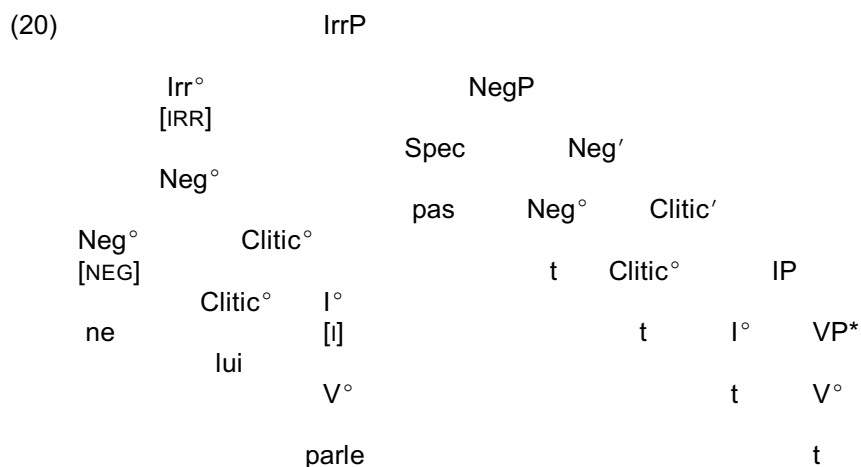 (20) IrrP
Irr° NegP
[IRR]
Spec Neg′
Neg°
pas Neg° Clitic′
Neg° Clitic°
[NEG] t Clitic° IP
Clitic° I°
ne [I] t I° VP*
lui
V° t V°
parle t